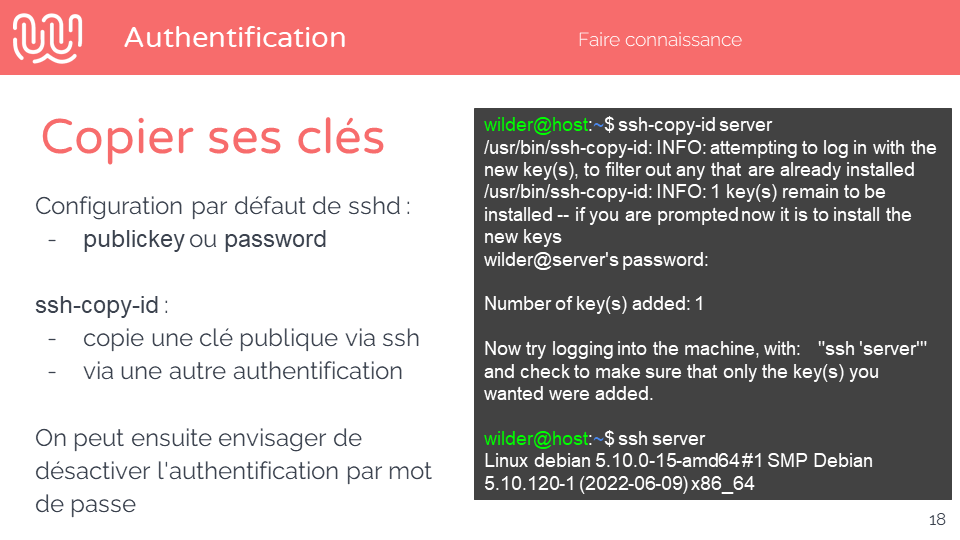 Authentification
Faire connaissance
Copier ses clés
Configuration par défaut de sshd :
- publickey ou password
ssh-copy-id :
- copie une clé publique via ssh
- via une autre authentification
On peut ensuite envisager de
désactiver l'authentification par mot
de passe
wilder@host:~$ ssh-copy-id server
/usr/bin/ssh-copy-id: INFO: attempting to log in with the
new key(s), to filter out any that are already installed
/usr/bin/ssh-copy-id: INFO: 1 key(s) remain to be
installed -- if you are prompted now it is to install the
new keys
wilder@server's password:
Number of key(s) added: 1
Now try logging into the machine, with: "ssh 'server'"
and check to make sure that only the key(s) you
wanted were added.
wilder@host:~$ ssh server
Linux debian 5.10.0-15-amd64 #1 SMP Debian
5.10.120-1 (2022-06-09) x86_64
18